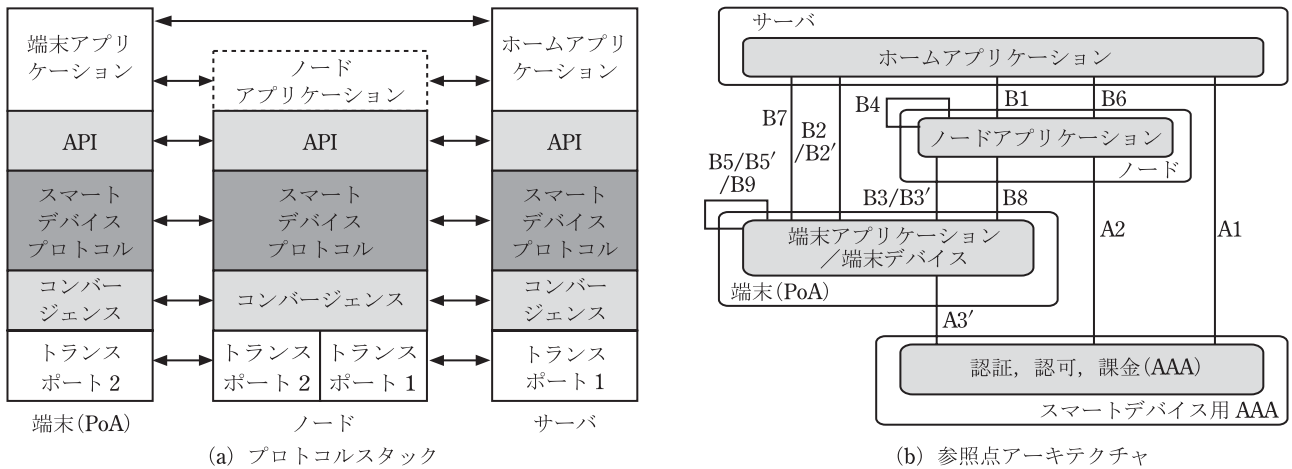 端末アプリ
ケーション
API
スマート
デバイス
プロトコル
コンバー
ジェンス
トランス
ポート2
端末(PoA)
ノード
アプリケーション
API
スマート
デバイス
プロトコル
コンバージェンス
トランス
ポート2
トランス
ポート1
ノード
ホームアプリ
ケーション
API
スマート
デバイス
プロトコル
コンバー
ジェンス
トランス
ポート1
サーバ
(a) プロトコルスタック
サーバ
ホームアプリケーション
B7
B2
/B2′
B4
B1
B6
ノードアプリケーション
ノード
B5/B5′
/B9
B3/B3′
B8
A2
A1
端末アプリケーション
／端末デバイス
端末(PoA)
A3′
認証，認可，課金(AAA)
スマートデバイス用 AAA
(b) 参照点アーキテクチャ